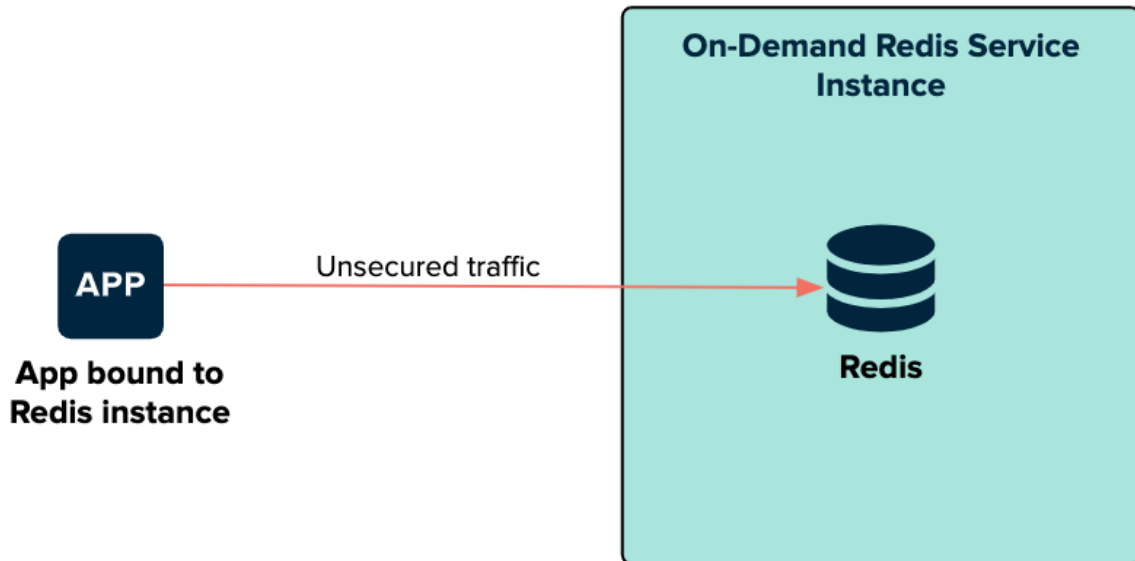 On-Demand Redis Service
Instance
Unsecured traffic
APP
App bound to
Redis instance
Redis